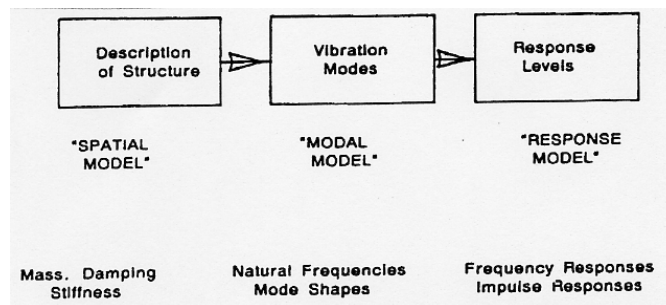 Description
of Structure
Vibration
Modes
Response
Levels
"SPATIAL
MODEL"
"MODAL
MODEL"
"RESPONSE
MODEL"
Mass. Damping
Stiffness
Natural Frequencies
Mode Shapes
Frequency Responses
Impulse Responses